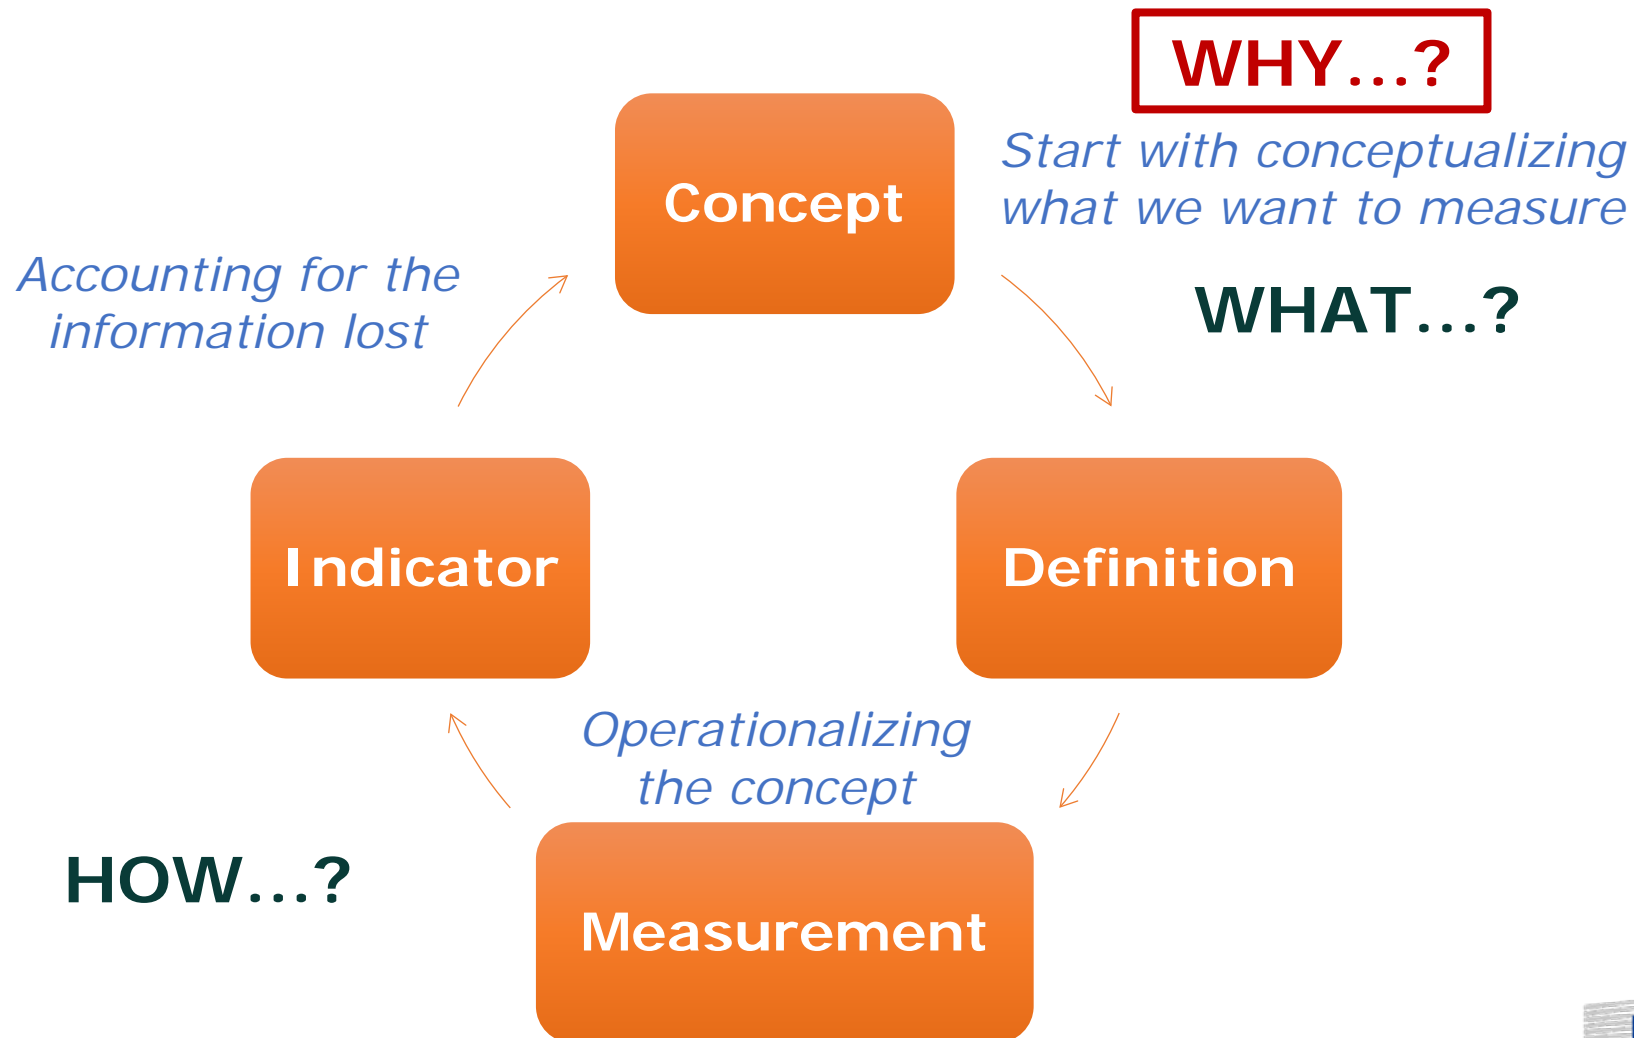 WHY...?
Start with conceptualizing
what we want to measure
Concept
Accounting for the
information lost
WHAT...?
Indicator
Definition
Operationalizing
the concept
HOW...?
Measurement